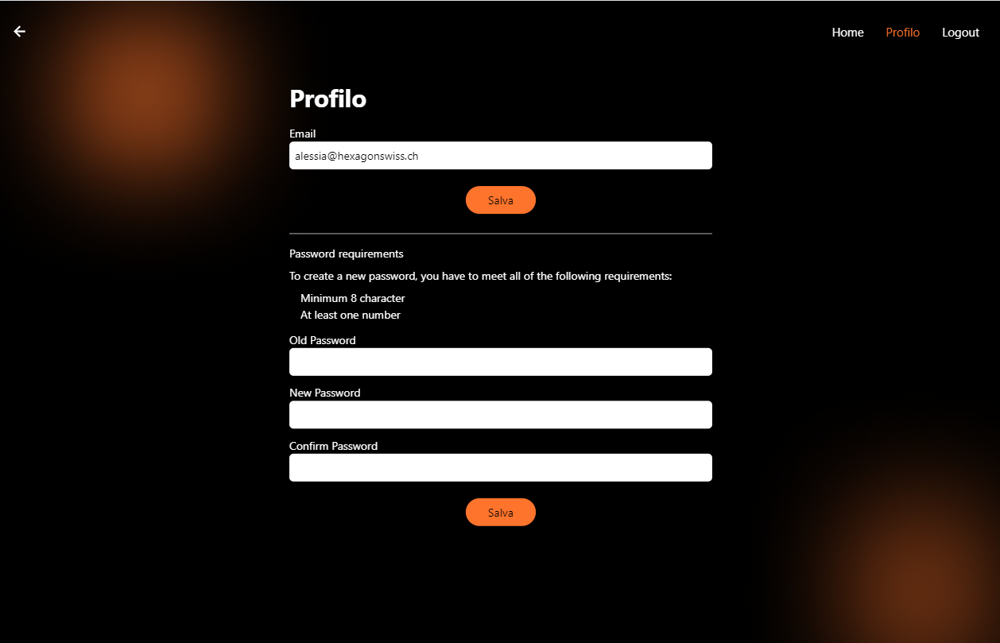 Home Profilo Logout
Profilo
Email
alessia@hexagonswiss.ch
Salva
Password requirements
To create a new password, you have to meet all of the following requirements:
Minimum 8 character
At least one number
Old Password
New Password
Confirm Password
Salva